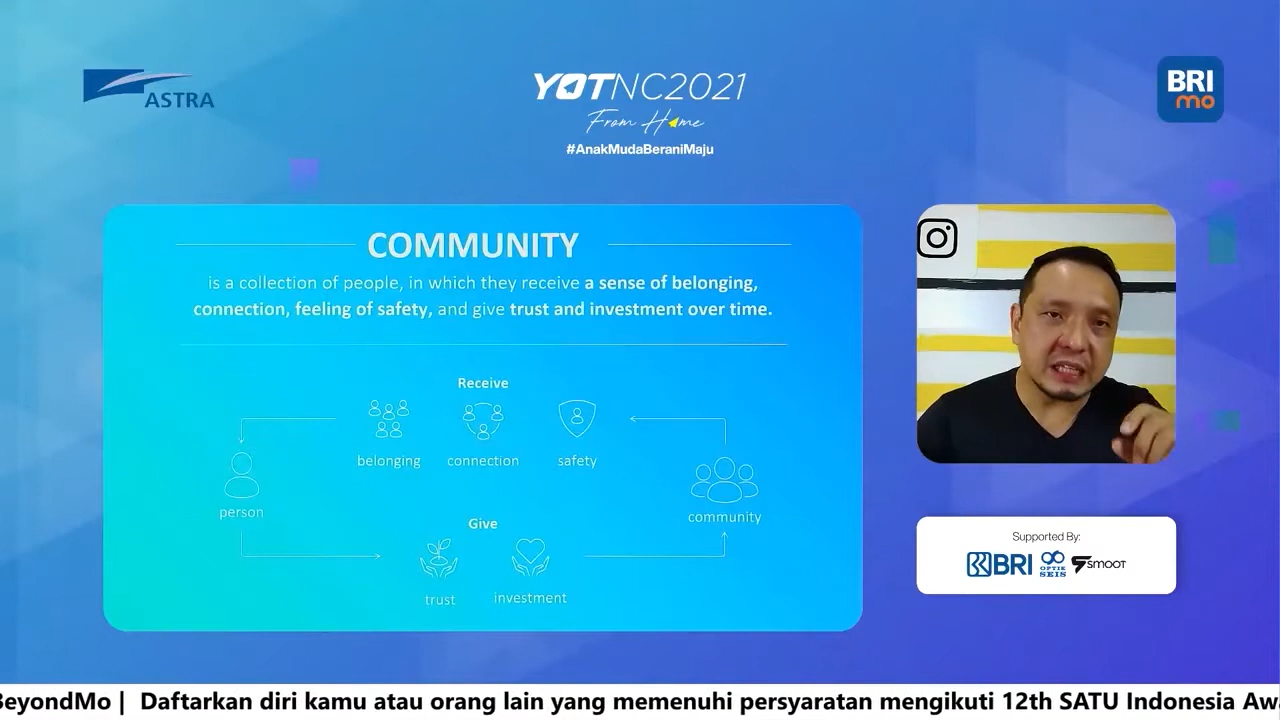 ASTRA
YOTNC2021
From Home
#AnakMudaBeraniMaju
BRI
mo
COMMUNITY
is a collection of people, in which they receive a sense of belonging,
connection, feeling of safety, and give trust and investment over time.
Receive
belonging connection safety
person
community
Give
trust investment
Supported By:
BRI OPTIK SEIS SMOOT
BeyondMo | Daftarkan diri kamu atau orang lain yang memenuhi persyaratan mengikuti 12th SATU Indonesia Aw